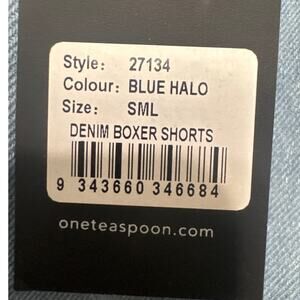 Style: 27134
Colour: BLUE HALO
Size: SML
DENIM BOXER SHORTS
9 343660 346684
oneteaspoon.com